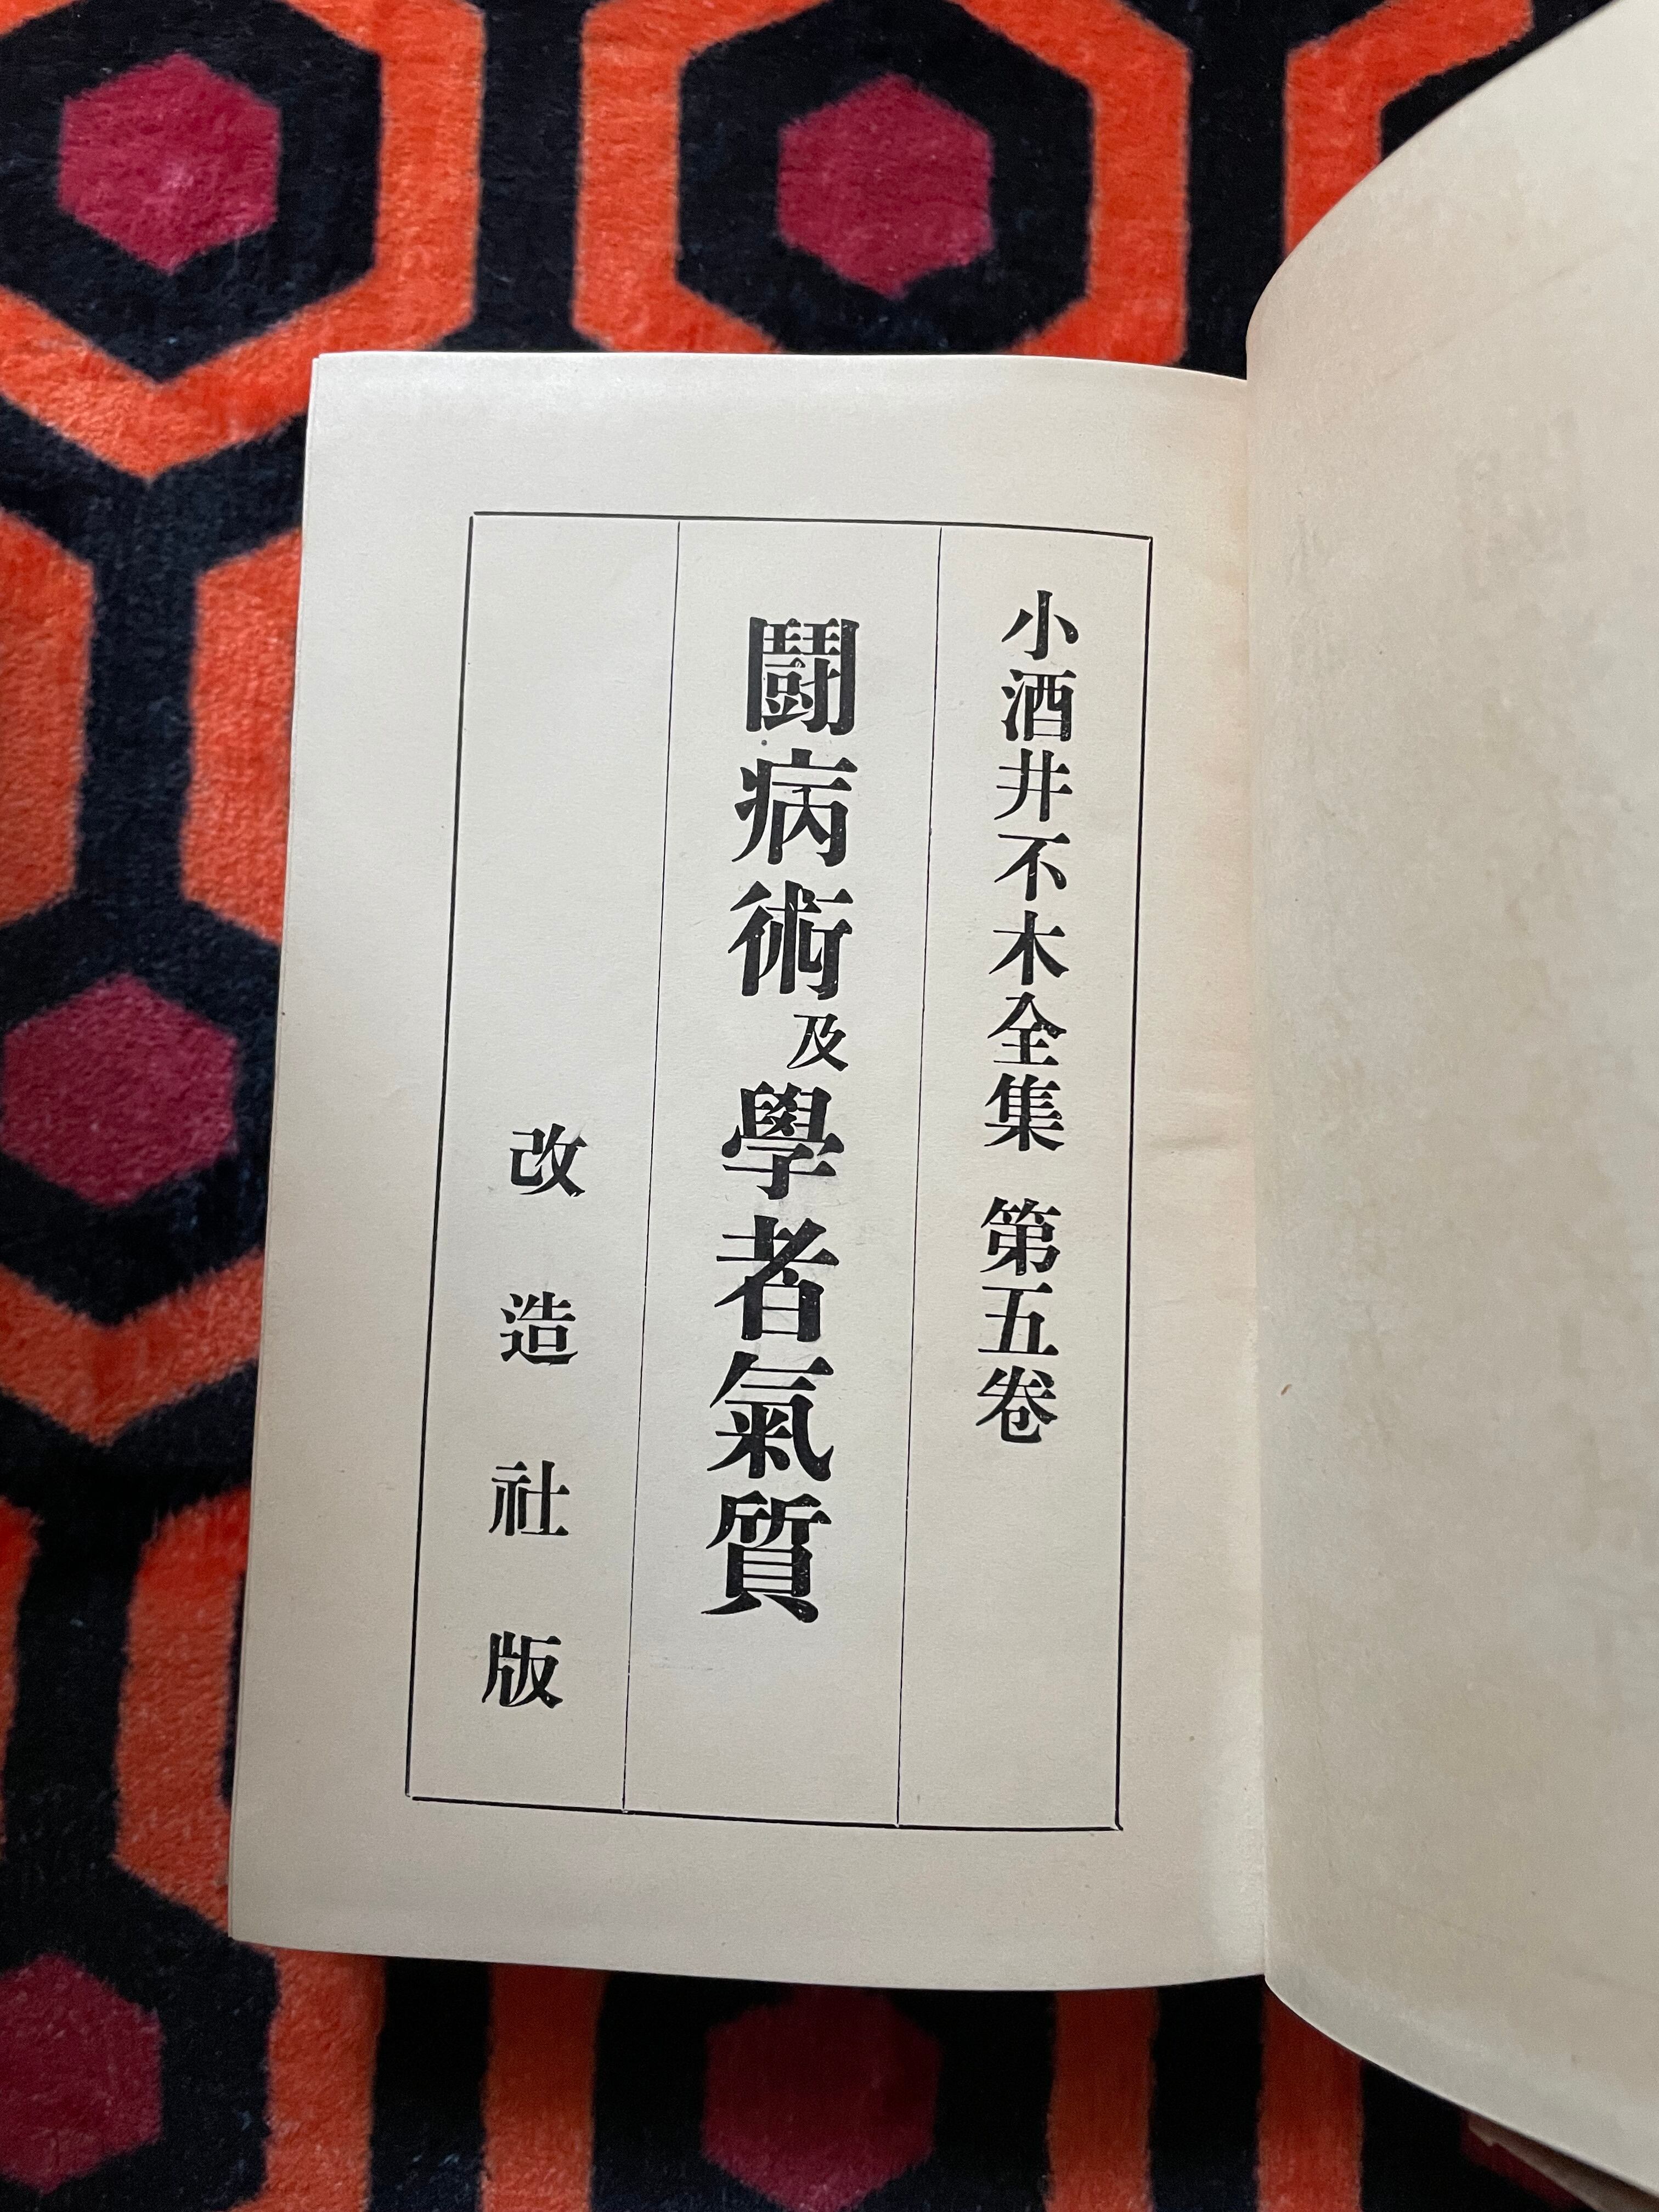 小酒井不木全集 第五卷
鬪病術及學者氣質
改造社版